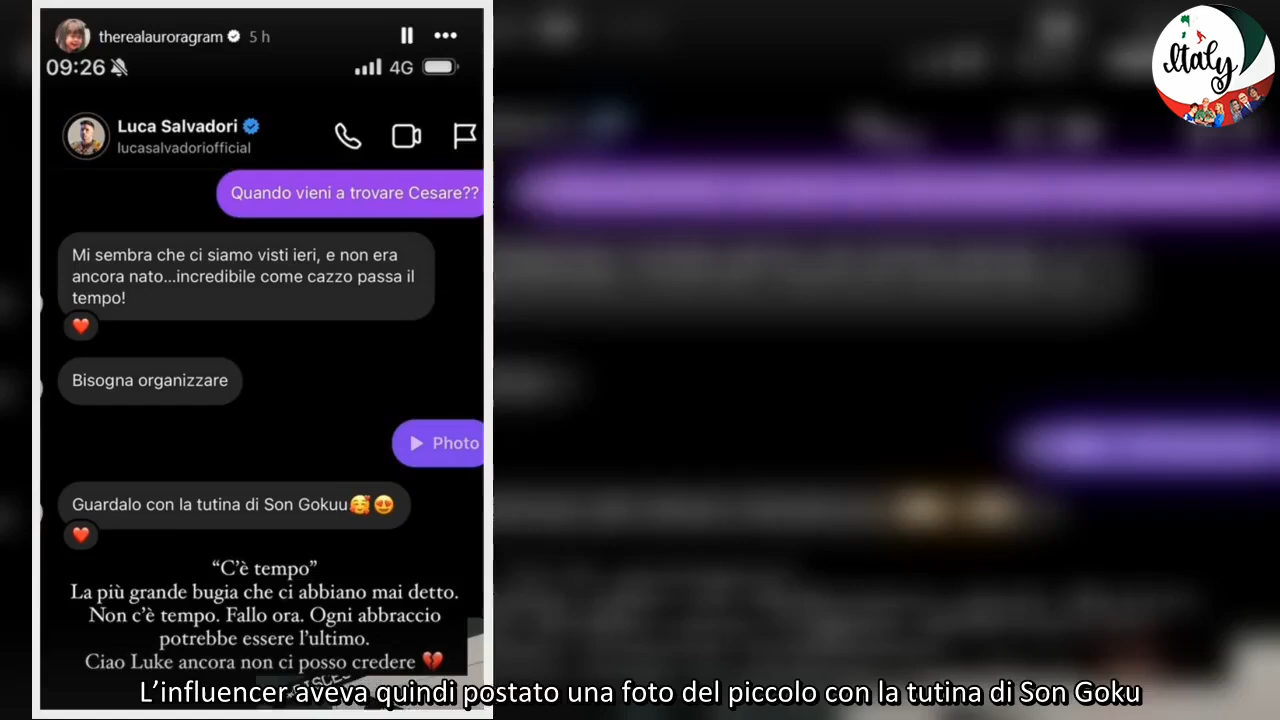 therealauroragram 5 h
09:26
4G
Luca Salvadori
lucasalvadoriofficial
Quando vieni a trovare Cesare??
Mi sembra che ci siamo visti ieri, e non era
ancora nato...incredibile come cazzo passa il
tempo!
❤️
Bisogna organizzare
Photo
Guardalo con la tutina di Son Gokuu🥰😍
❤️
“C’è tempo”
La più grande bugia che ci abbiano mai detto.
Non c’è tempo. Fallo ora. Ogni abbraccio
potrebbe essere l’ultimo.
Ciao Luke ancora non ci posso credere 💔
L’influencer aveva quindi postato una foto del piccolo con la tutina di Son Goku
Italy